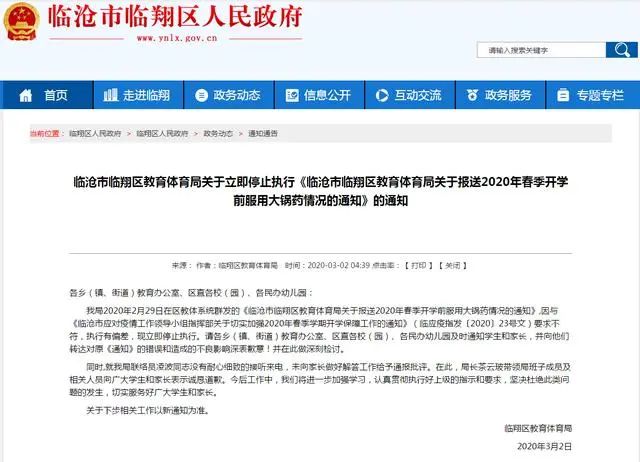 临沧市临翔区人民政府
www.ynlx.gov.cn
请输入搜索关键字
首页 走进临翔 政务动态 信息公开 互动交流 政务服务 专题专栏
当前位置: 临翔区人民政府 > 临翔区人民政府 > 政务动态 > 通知通告
临沧市临翔区教育体育局关于立即停止执行《临沧市临翔区教育体育局关于报送2020年春季开学
前服用大锅药情况的通知》的通知
来源: 作者:临翔区教育体育局 时间:2020-03-02 04:39 点击率: 【打印】【关闭】
各乡(镇、街道)教育办公室、区直各校(园)、各民办幼儿园:
我局2020年2月29日在区教体系统群发的《临沧市临翔区教育体育局关于报送2020年春季开学前服用大锅药情况的通知》,因与
《临沧市应对疫情工作领导小组指挥部关于切实加强2020年春季学期开学保障工作的通知》(临应疫指发〔2020〕23号文)要求不
符,执行有偏差,现立即停止执行。请各乡(镇、街道)教育办公室、区直各校(园)、各民办幼儿园及时通知学生和家长,并向他们
转达对原《通知》的错误和造成的不良影响深表歉意!并在此做深刻检讨。
同时,就我局联络员凌波同志没有耐心细致的接听来电,未向家长做好解答工作给予通报批评。在此,局长茶云玻带领局班子成员及
相关人员向广大学生和家长表示诚恳道歉。今后工作中,我们将进一步加强学习,认真贯彻执行好上级的指示和要求,坚决杜绝此类问
题的发生,切实服务好广大学生和家长。
关于下步相关工作以新通知为准。
临翔区教育体育局
2020年3月2日